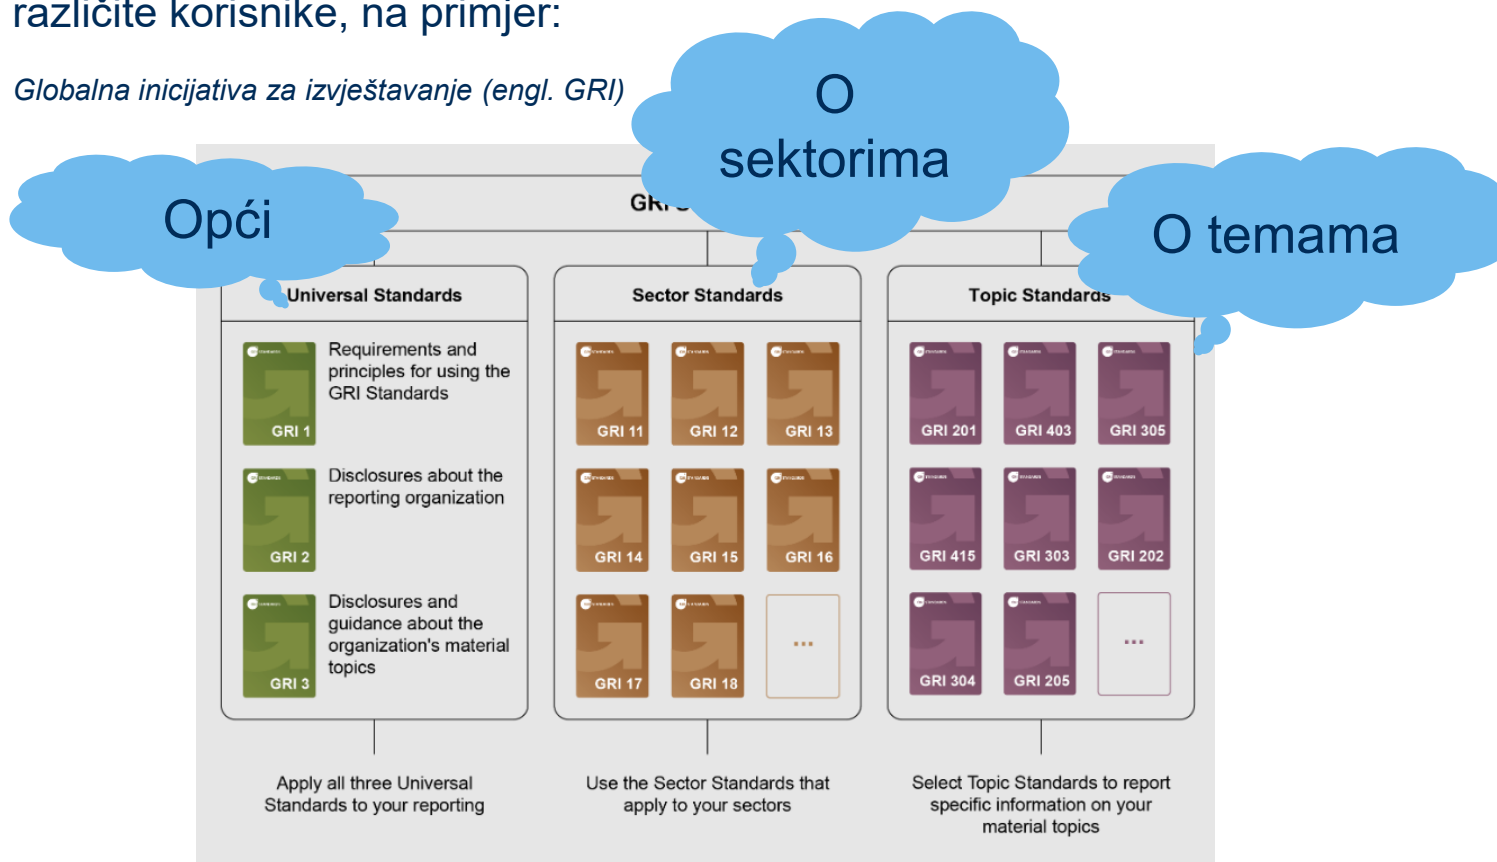 različite korisnike, na primjer:
Globalna inicijativa za izvještavanje (engl. GRI)
O
sektorima
Opći
O temama
GRI
Universal Standards
Requirements and
principles for using the
GRI Standards
GRI 1
Disclosures about the
reporting organization
GRI 2
Disclosures and
guidance about the
organization's material
topics
GRI 3
Apply all three Universal
Standards to your reporting
Sector Standards
GRI 11
GRI 12
GRI 13
GRI 14
GRI 15
GRI 16
GRI 17
GRI 18
...
Use the Sector Standards that
apply to your sectors
Topic Standards
GRI 201
GRI 403
GRI 305
GRI 415
GRI 303
GRI 202
GRI 304
GRI 205
...
Select Topic Standards to report
specific information on your
material topics